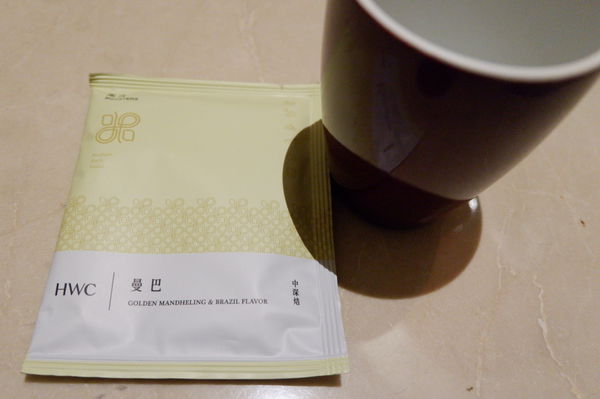 HWC
曼巴
GOLDEN MANDHELING & BRAZIL FLAVOR
中深焙